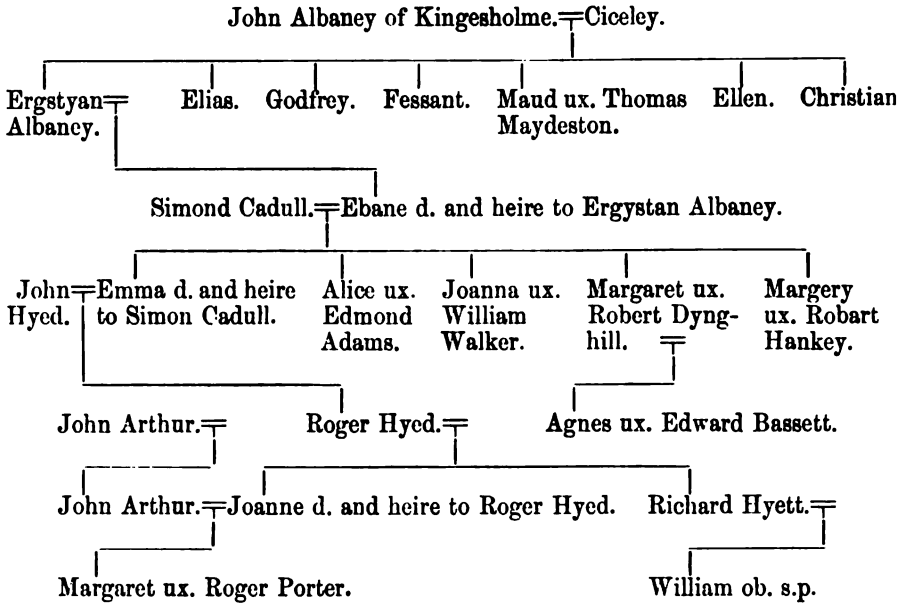 John Albaney of Kingesholme. Ciceley.
Ergstyan Albaney.
Elias.
Godfrey.
Fessant.
Maud ux. Thomas
Maydeston.
Ellen.
Christian
Simond Cadull. Ebane d. and heire to Ergystan Albaney.
John
Hyed.
Emma d. and heire
to Simon Cadull.
Alice ux.
Edmond
Adams.
Joanna ux.
William
Walker.
Margaret ux.
Robert Dyng-
hill.
Margery
ux. Robart
Hankey.
John Arthur.
Roger Hyed.
Agnes ux. Edward Bassett.
John Arthur. Joanne d. and heire to Roger Hyed.
Richard Hyett.
Margaret ux. Roger Porter.
William ob. s.p.